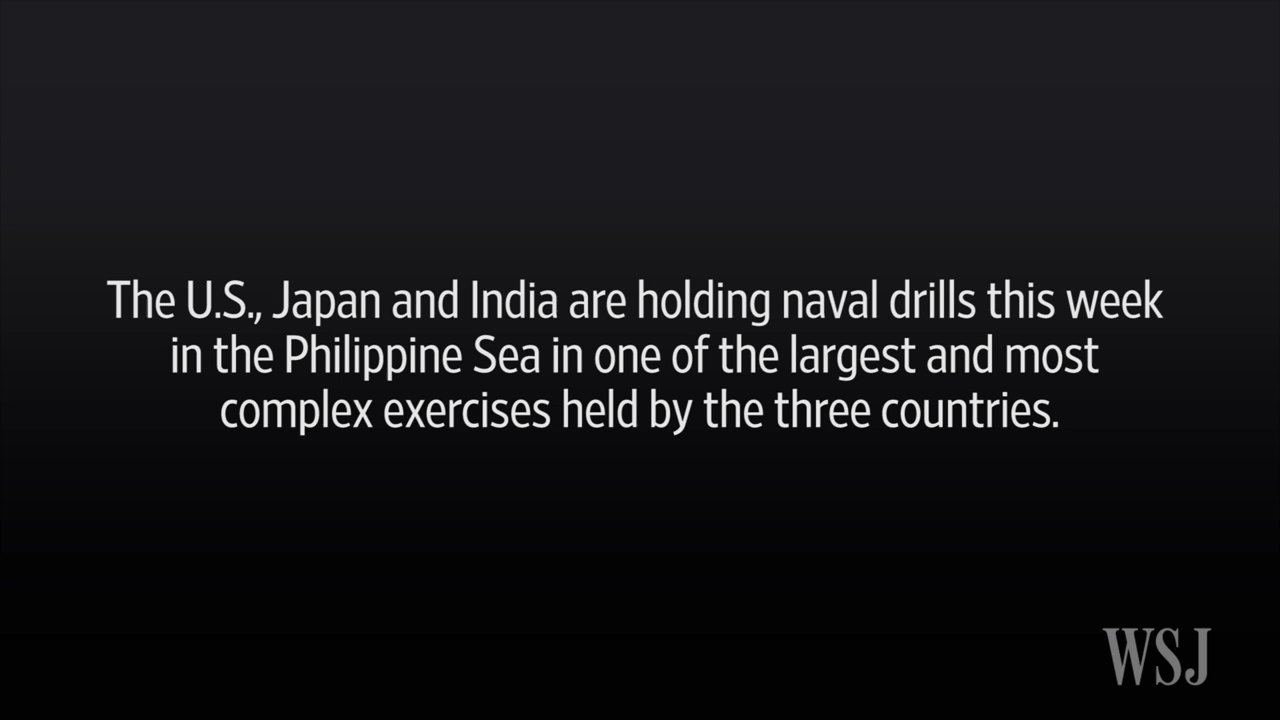 The U.S., Japan and India are holding naval drills this week
in the Philippine Sea in one of the largest and most
complex exercises held by the three countries.
WSJ